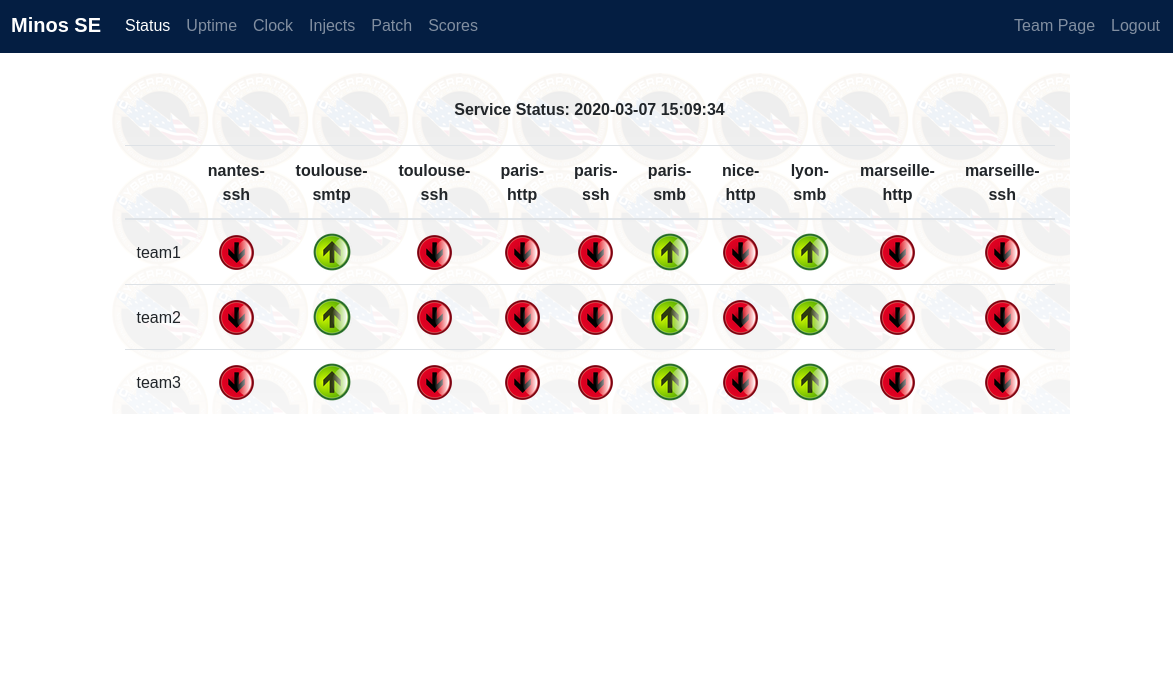 Minos SE Status Uptime Clock Injects Patch Scores Team Page Logout
Service Status: 2020-03-07 15:09:34
nantes- toulouse- toulouse- paris- paris- paris- nice- lyon- marseille- marseille-
ssh smtp ssh http ssh smb http smb http ssh
team1
team2
team3